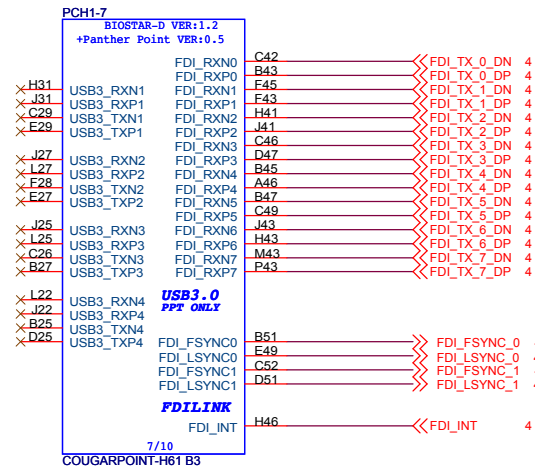 PCH1-7
BIOSTAR-D VER:1.2
+Panther Point VER:0.5
FDI_RXN0 C42 FDI_TX_0_DN 4
FDI_RXP0 B43 FDI_TX_0_DP 4
H31 USB3_RXN1 FDI_RXN1 F45 FDI_TX_1_DN 4
J31 USB3_RXP1 FDI_RXP1 F43 FDI_TX_1_DP 4
C29 USB3_TXN1 FDI_RXN2 H41 FDI_TX_2_DN 4
E29 USB3_TXP1 FDI_RXP2 J41 FDI_TX_2_DP 4
FDI_RXN3 C46 FDI_TX_3_DN 4
J27 USB3_RXN2 FDI_RXP3 D47 FDI_TX_3_DP 4
L27 USB3_RXP2 FDI_RXN4 B45 FDI_TX_4_DN 4
F28 USB3_TXN2 FDI_RXP4 A46 FDI_TX_4_DP 4
E27 USB3_TXP2 FDI_RXN5 B47 FDI_TX_5_DN 4
FDI_RXP5 C49 FDI_TX_5_DP 4
J25 USB3_RXN3 FDI_RXN6 J43 FDI_TX_6_DN 4
L25 USB3_RXP3 FDI_RXP6 H43 FDI_TX_6_DP 4
C26 USB3_TXN3 FDI_RXN7 M43 FDI_TX_7_DN 4
B27 USB3_TXP3 FDI_RXP7 P43 FDI_TX_7_DP 4
L22 USB3_RXN4 USB3.0
J22 USB3_RXP4 PPT ONLY
B25 USB3_TXN4
D25 USB3_TXP4 FDI_FSYNC0 B51 FDI_FSYNC_0
FDI_LSYNC0 E49 FDI_LSYNC_0
FDI_FSYNC1 C52 FDI_FSYNC_1
FDI_LSYNC1 D51 FDI_LSYNC_1
FDILINK
FDI_INT H46 FDI_INT 4
7/10
COUGARPOINT-H61 B3